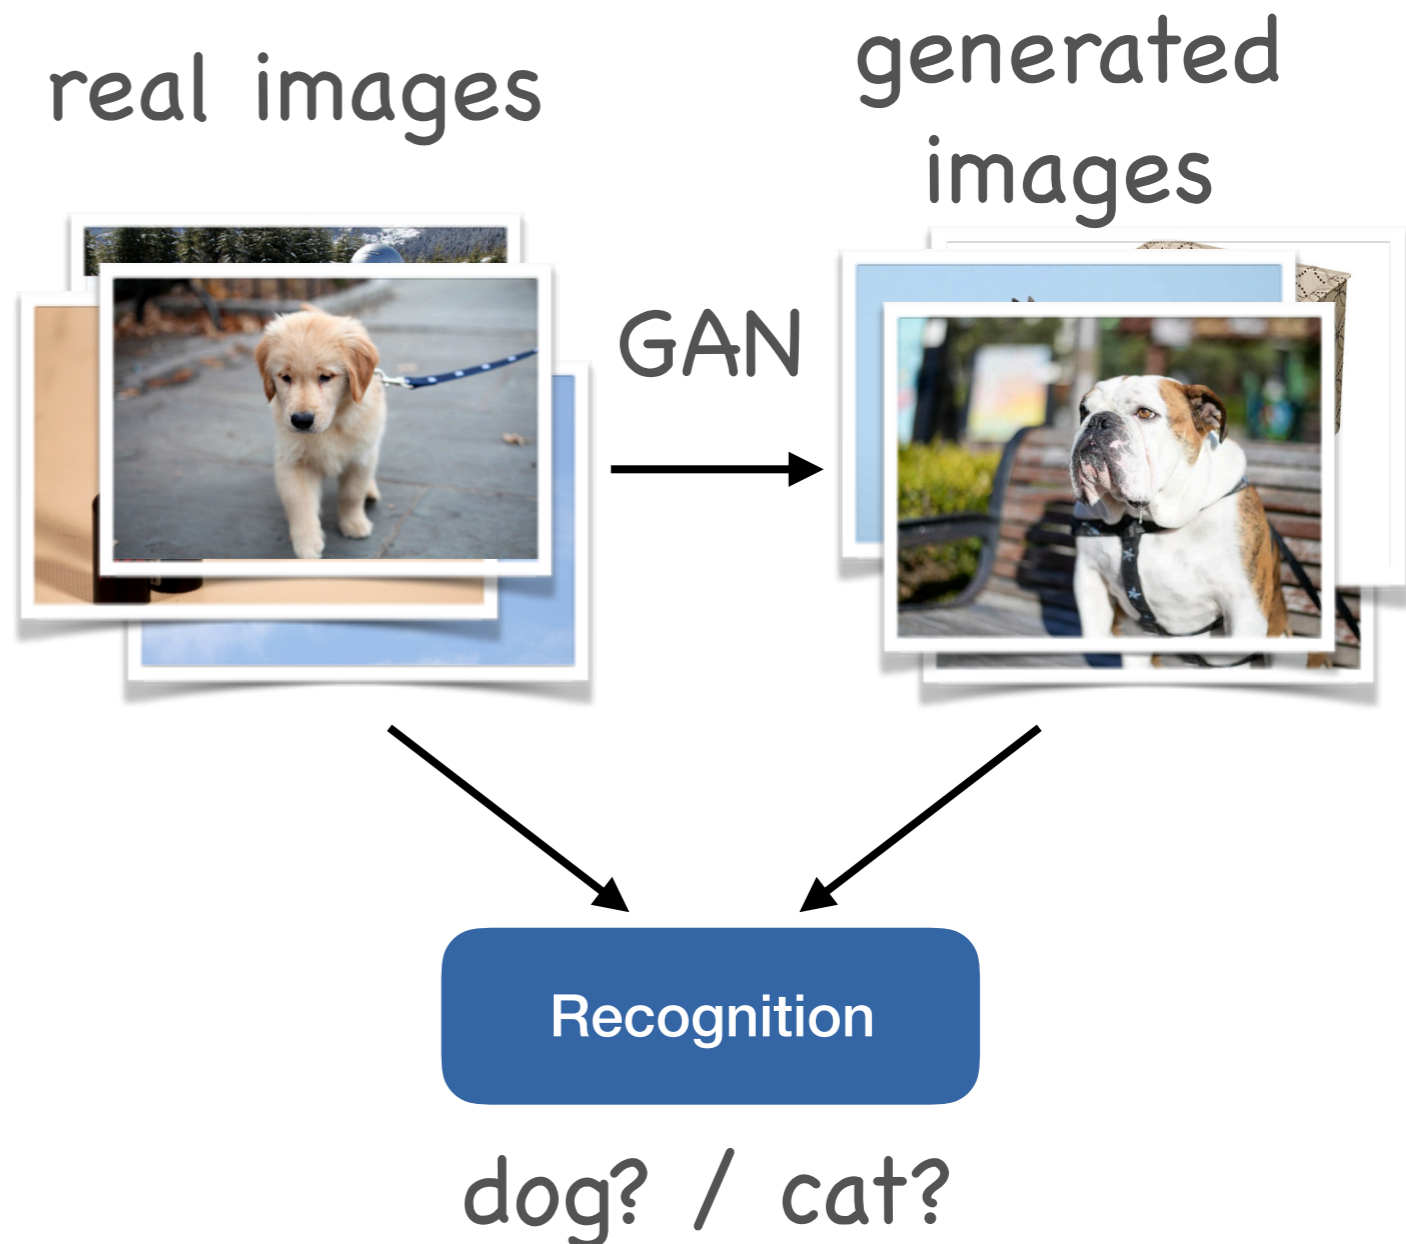 real images
generated
images
GAN
Recognition
dog? / cat?